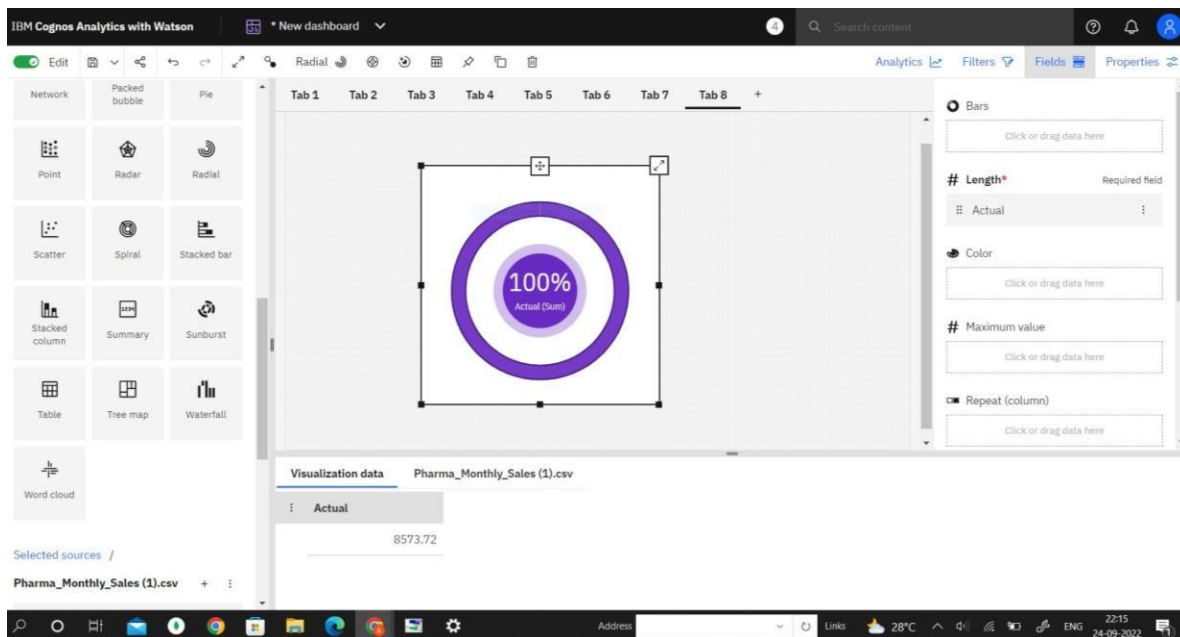 IBM Cognos Analytics with Watson
* New dashboard
4
Search content
Edit
Radial
Analytics
Filters
Fields
Properties
Network
Packed
bubble
Pie
Point
Radar
Radial
Scatter
Spiral
Stacked bar
Stacked
column
Summary
Sunburst
Table
Tree map
Waterfall
Word cloud
Selected sources /
Pharma_Monthly_Sales (1).csv
Tab 1 Tab 2 Tab 3 Tab 4 Tab 5 Tab 6 Tab 7 Tab 8 +
100%
Actual (Sum)
Visualization data
Pharma_Monthly_Sales (1).csv
Actual
8573.72
Bars
Click or drag data here
# Length*
Required field
Actual
Color
Click or drag data here
# Maximum value
Click or drag data here
Repeat (column)
Click or drag data here
Address
Links
28°C
ENG
22:15
24-09-2022